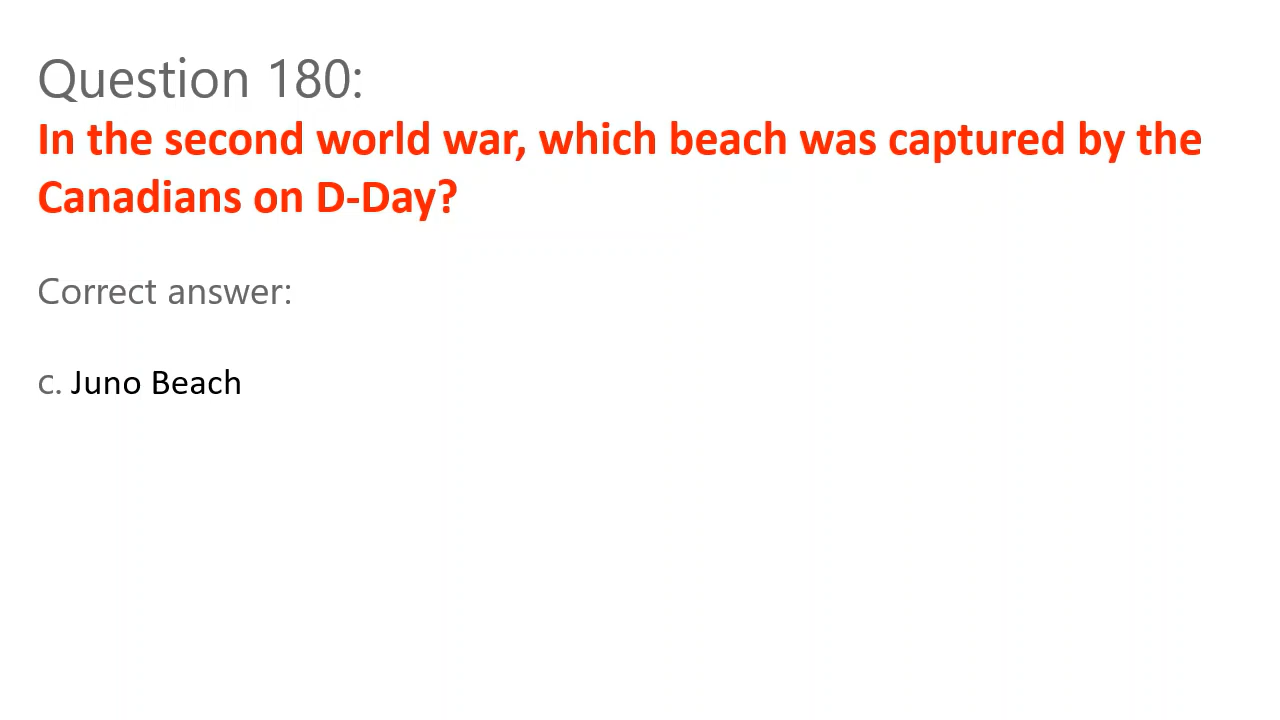 Question 180:
In the second world war, which beach was captured by the
Canadians on D-Day?
Correct answer:
c. Juno Beach